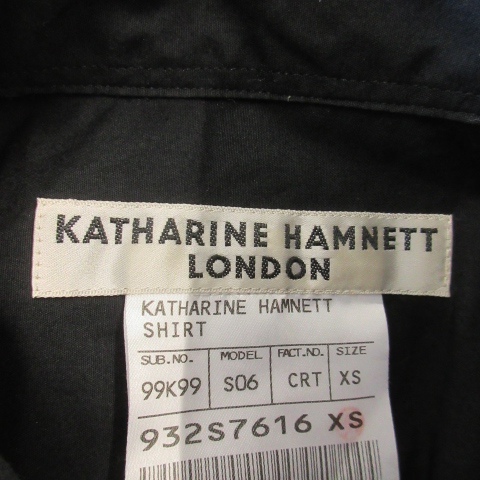 KATHARINE HAMNETT
LONDON
KATHARINE HAMNETT
SHIRT
SUB.NO. MODEL FACT.NO. SIZE
99K99 S06 CRT XS
932S7616 XS